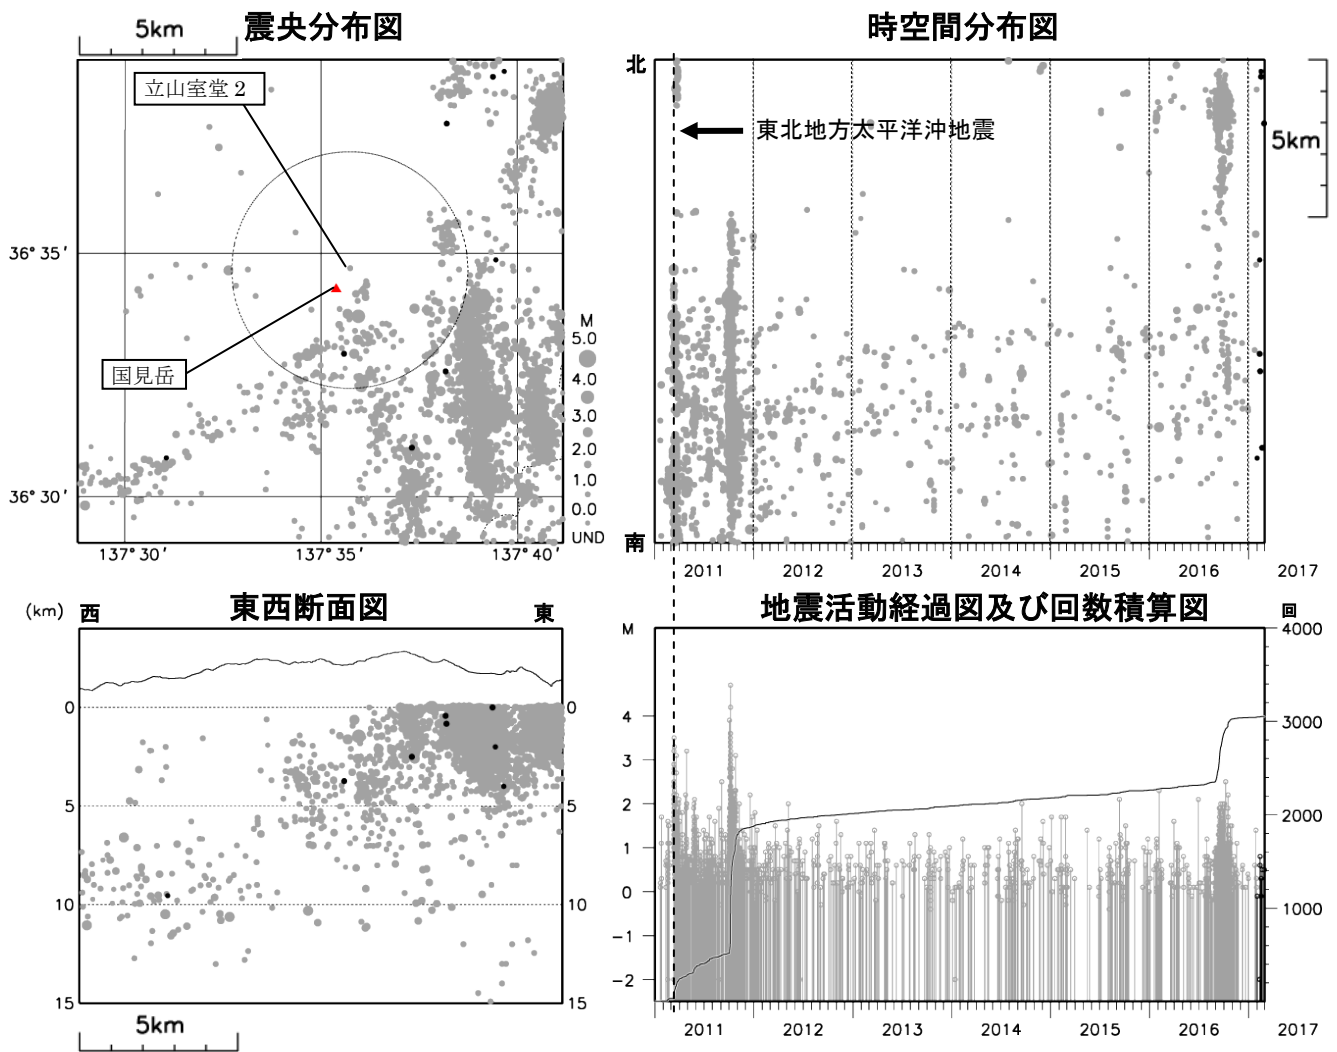 5km
震央分布図
立山室堂2
国見岳
36°35′
36°30′
137°30′
137°35′
137°40′
M
5.0
4.0
3.0
2.0
1.0
0.0
UND
時空間分布図
北
南
東北地方太平洋沖地震
5km
2011
2012
2013
2014
2015
2016
2017
(km)
西
東西断面図
東
0
5
10
15
0
5
10
15
5km
地震活動経過図及び回数積算図
M
回
4
3
2
1
0
-1
-2
4000
3000
2000
1000
2011
2012
2013
2014
2015
2016
2017